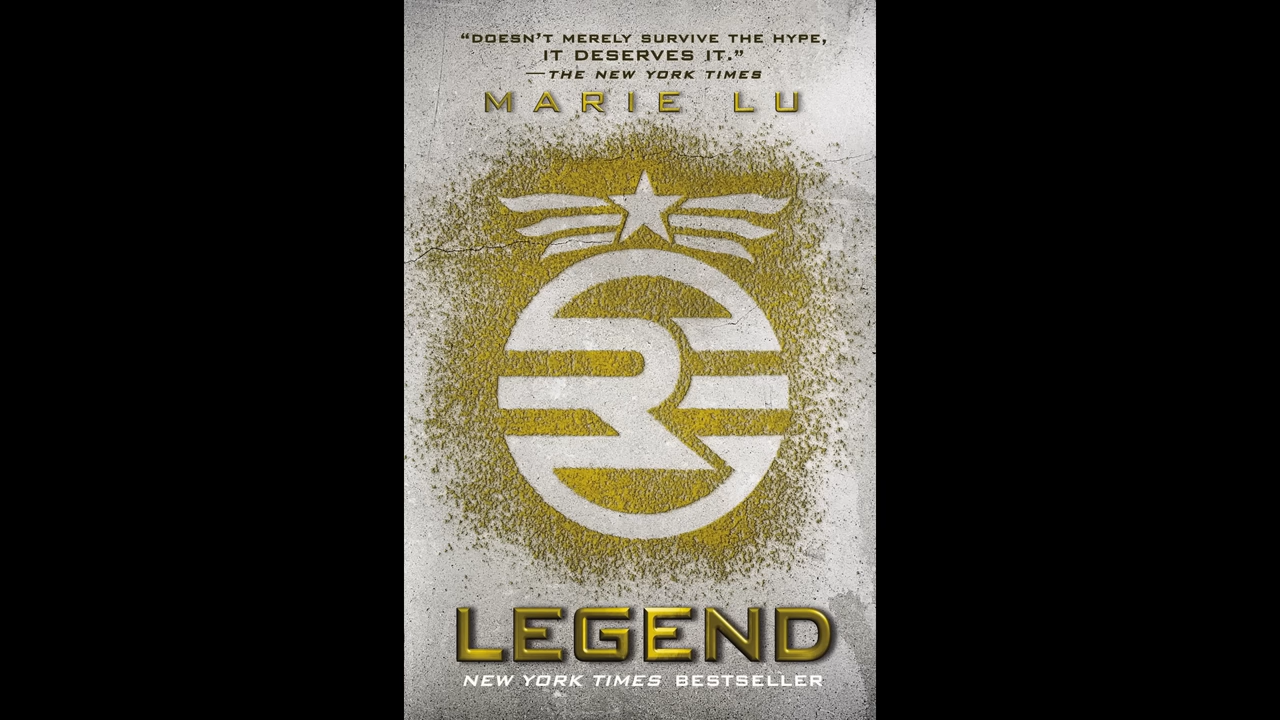 “DOESN’T MERELY SURVIVE THE HYPE,
IT DESERVES IT.”
—THE NEW YORK TIMES
MARIE LU
R
LEGEND
NEW YORK TIMES BESTSELLER